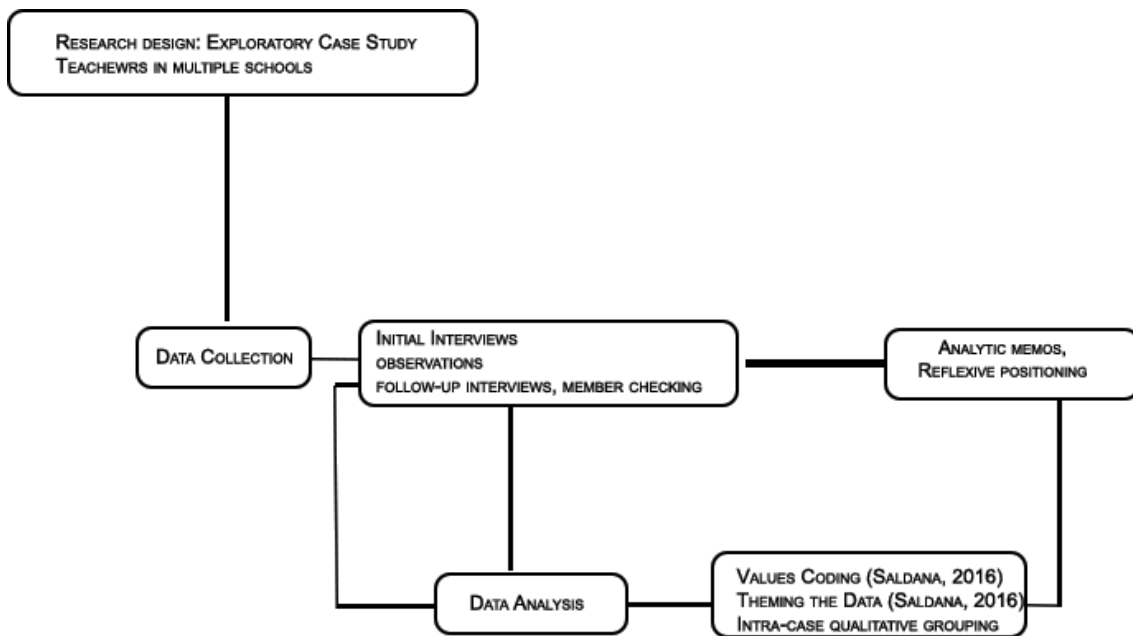 Research design: Exploratory Case Study
Teachewrs in multiple schools
Data Collection
Initial Interviews
observations
follow-up interviews, member checking
Analytic memos,
Reflexive positioning
Data Analysis
Values Coding (Saldana, 2016)
Theming the Data (Saldana, 2016)
Intra-case qualitative grouping